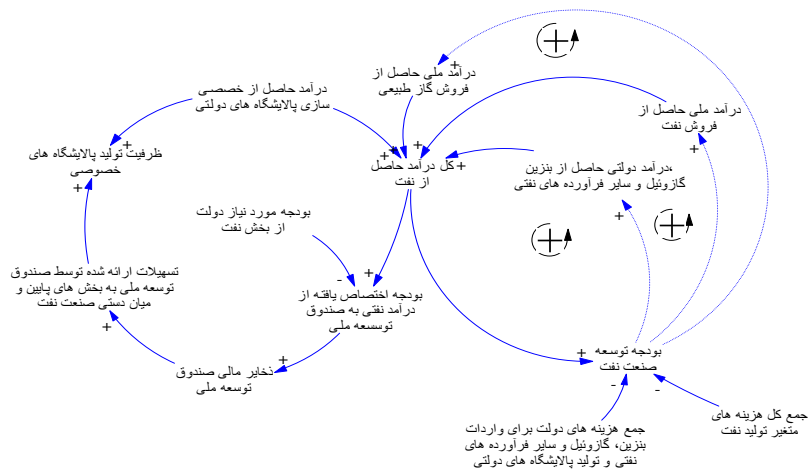 درآمد ملی حاصل از
فروش گاز طبیعی
درآمد حاصل از خصصی
سازی پالایشگاه های دولتی
درآمد ملی حاصل از
فروش نفت
ظرفیت تولید پالایشگاه های
خصوصی
کل درآمد حاصل
از نفت
درآمد دولتی حاصل از بنزین،
گازوئیل و سایر فرآورده های نفتی
بودجه مورد نیاز دولت
از بخش نفت
تسهیلات ارائه شده توسط صندوق
توسعه ملی به بخش های پایین و
میان دستی صنعت نفت
بودجه اختصاص یافته از
درآمد نفتی به صندوق
توسسعه ملی
بودجه توسعه
صنعت نفت
ذخایر مالی صندوق
توسعه ملی
جمع کل هزینه های
متغیر تولید نفت
جمع هزینه های دولت برای واردات
بنزین، گازوئیل و سایر فرآورده های
نفتی و تولید پالایشگاه های دولتی